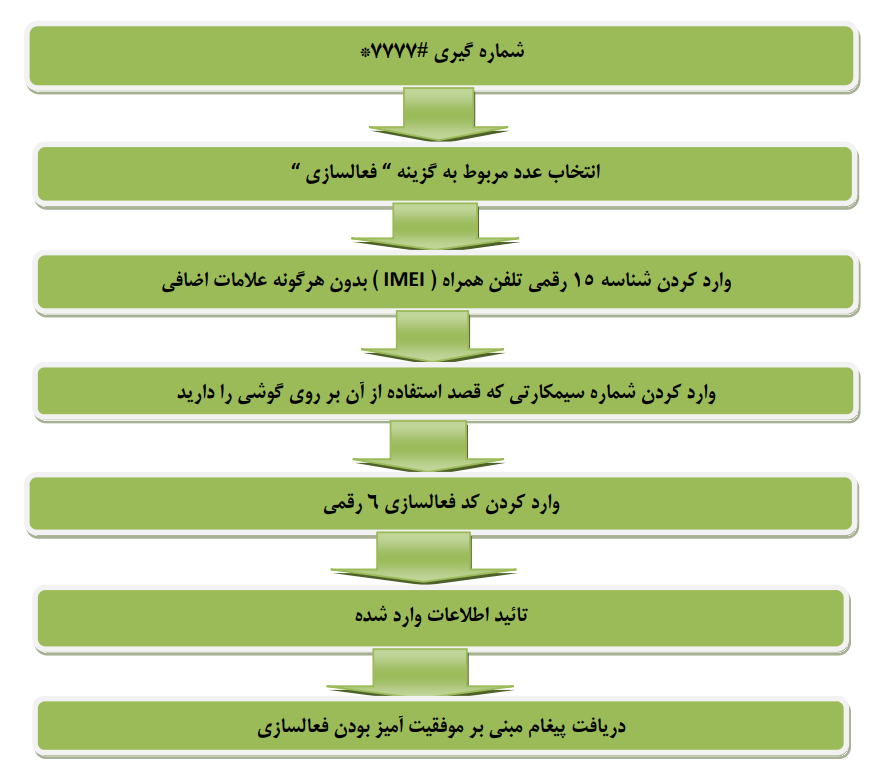 شماره گیری #۷۷۷۷*
انتخاب عدد مربوط به گزینه “ فعالسازی “
وارد کردن شناسه ۱۵ رقمی تلفن همراه ( IMEI ) بدون هرگونه علامات اضافی
وارد کردن شماره سیمکارتی که قصد استفاده از آن بر روی گوشی را دارید
وارد کردن کد فعالسازی ٦ رقمی
تائید اطلاعات وارد شده
دریافت پیغام مبنی بر موفقیت آمیز بودن فعالسازی